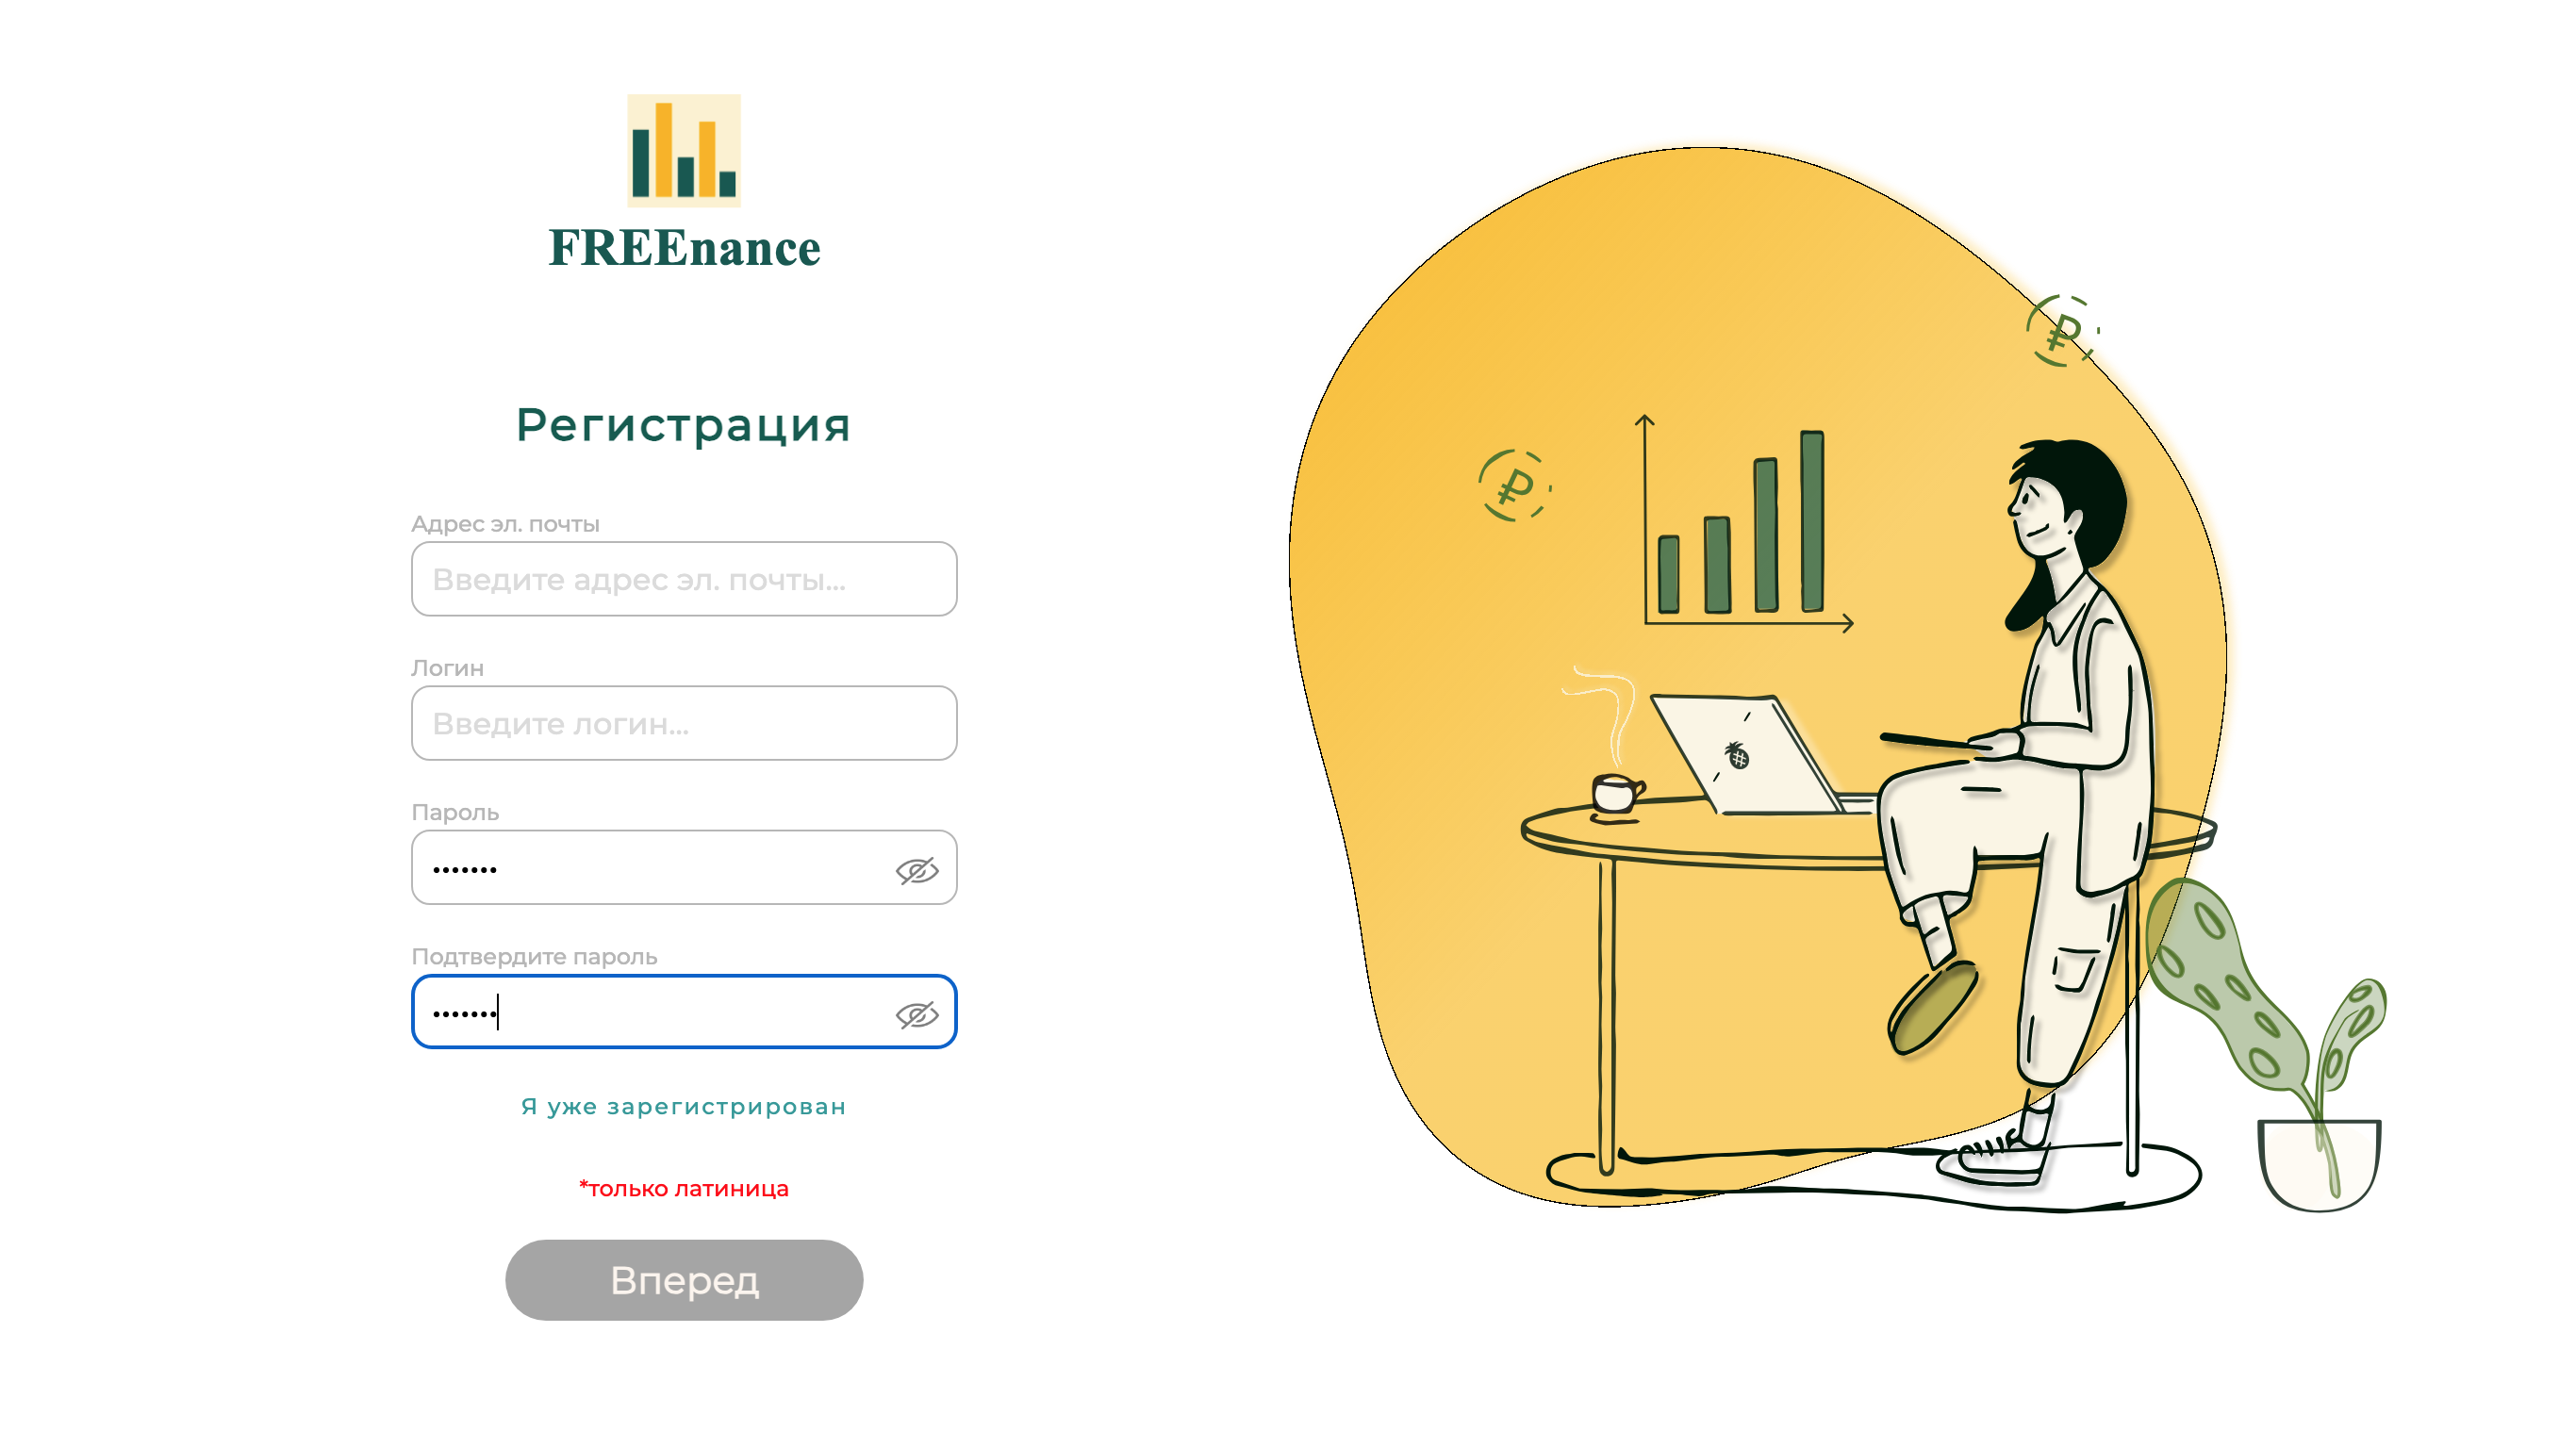 FREEnance
Регистрация
Адрес эл. почты
Введите адрес эл. почты...
Логин
Введите логин...
Пароль
•••••••
Подтвердите пароль
•••••••
Я уже зарегистрирован
*только латиница
Вперед
₽
₽